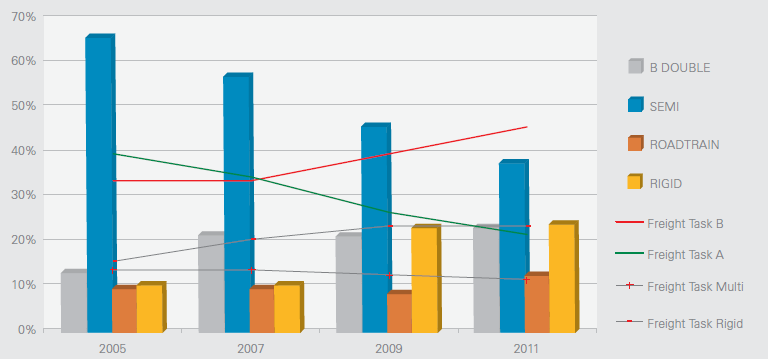 70%
60%
50%
40%
30%
20%
10%
0%
2005 2007 2009 2011
B DOUBLE
SEMI
ROADTRAIN
RIGID
Freight Task B
Freight Task A
Freight Task Multi
Freight Task Rigid